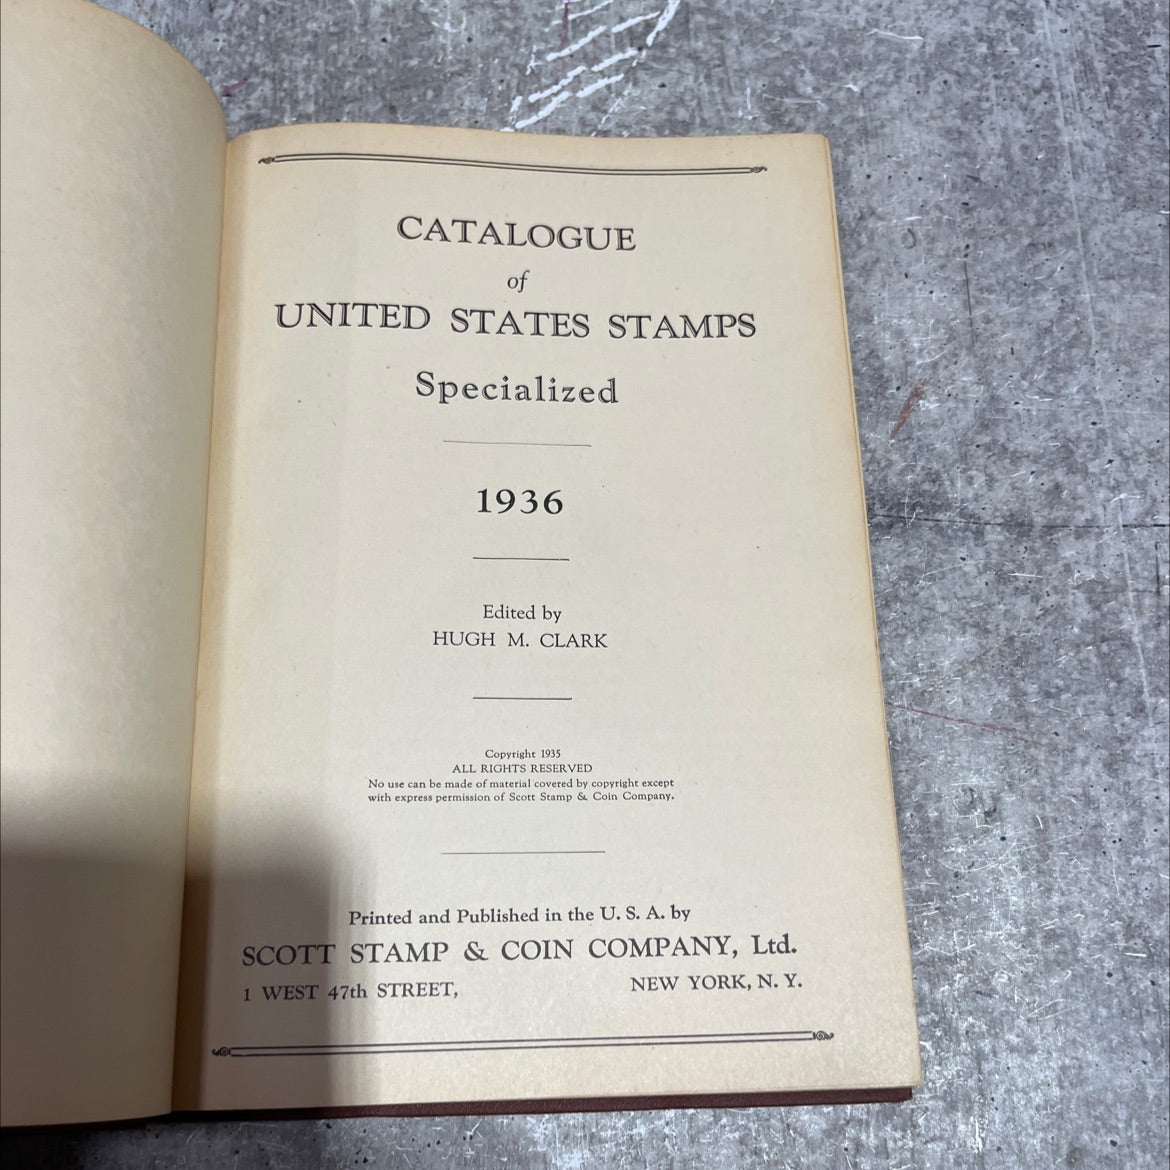 CATALOGUE
of
UNITED STATES STAMPS
Specialized
1936
Edited by
HUGH M. CLARK
Copyright 1935
ALL RIGHTS RESERVED
No use can be made of material covered by copyright except
with express permission of Scott Stamp & Coin Company.
Printed and Published in the U. S. A. by
SCOTT STAMP & COIN COMPANY, Ltd.
1 WEST 47th STREET, NEW YORK, N. Y.